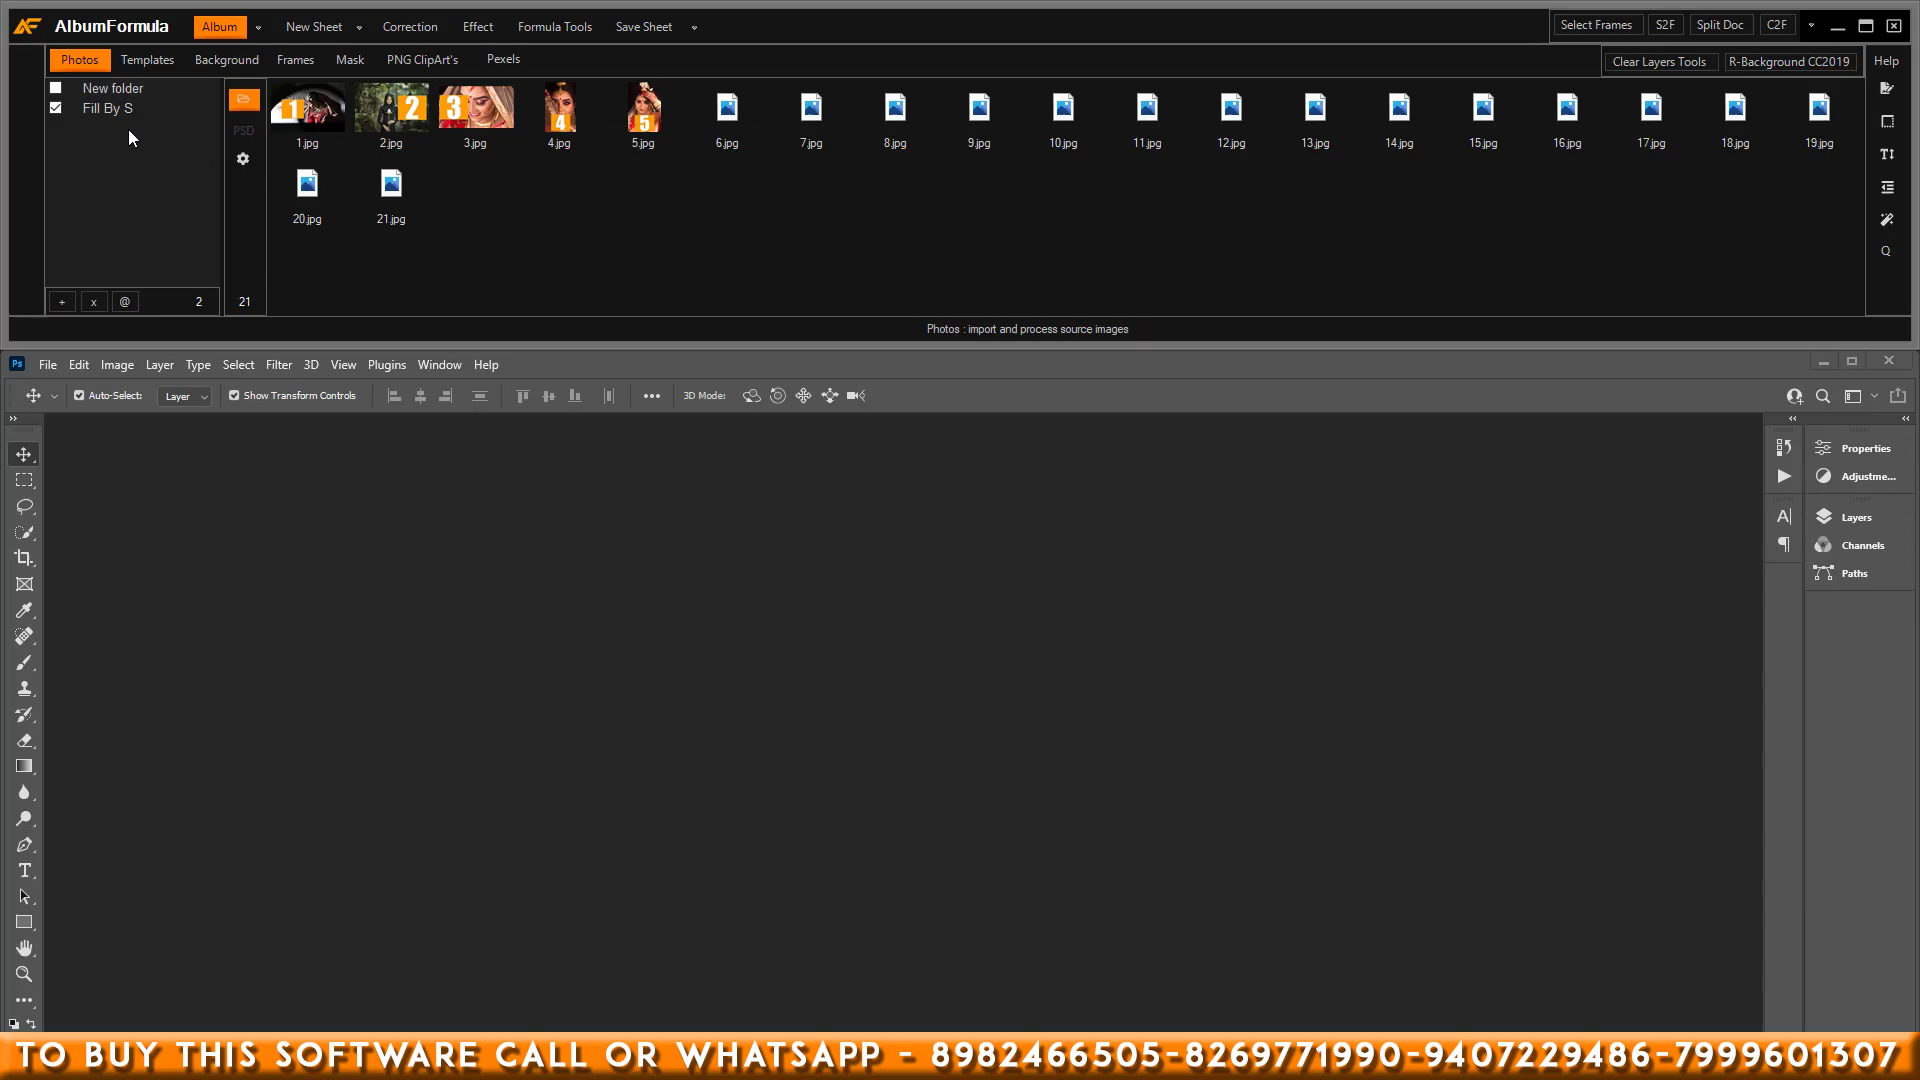 AlbumFormula Album New Sheet Correction Effect Formula Tools Save Sheet Select Frames S2F Split Doc C2F
Photos Templates Background Frames Mask PNG ClipArt's Pexels Clear Layers Tools R-Background CC2019 Help
New folder
Fill By S
1 2 3 4 5
PSD
1.jpg 2.jpg 3.jpg 4.jpg 5.jpg 6.jpg 7.jpg 8.jpg 9.jpg 10.jpg 11.jpg 12.jpg 13.jpg 14.jpg 15.jpg 16.jpg 17.jpg 18.jpg 19.jpg
20.jpg 21.jpg
+ x @ 2 21
Q
Photos : import and process source images
Ps File Edit Image Layer Type Select Filter 3D View Plugins Window Help
Auto-Select: Layer Show Transform Controls 3D Mode:
Properties
Adjustme...
Layers
Channels
Paths
TO BUY THIS SOFTWARE CALL OR WHATSAPP - 8982466505-8269771990-9407229486-7999601307